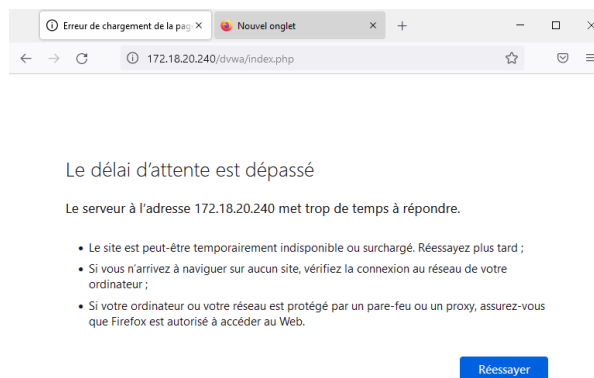 Erreur de chargement de la pag
Nouvel onglet
172.18.20.240/dvwa/index.php
Le délai d’attente est dépassé
Le serveur à l’adresse 172.18.20.240 met trop de temps à répondre.
• Le site est peut-être temporairement indisponible ou surchargé. Réessayez plus tard ;
• Si vous n’arrivez à naviguer sur aucun site, vérifiez la connexion au réseau de votre
ordinateur ;
• Si votre ordinateur ou votre réseau est protégé par un pare-feu ou un proxy, assurez-vous
que Firefox est autorisé à accéder au Web.
Réessayer